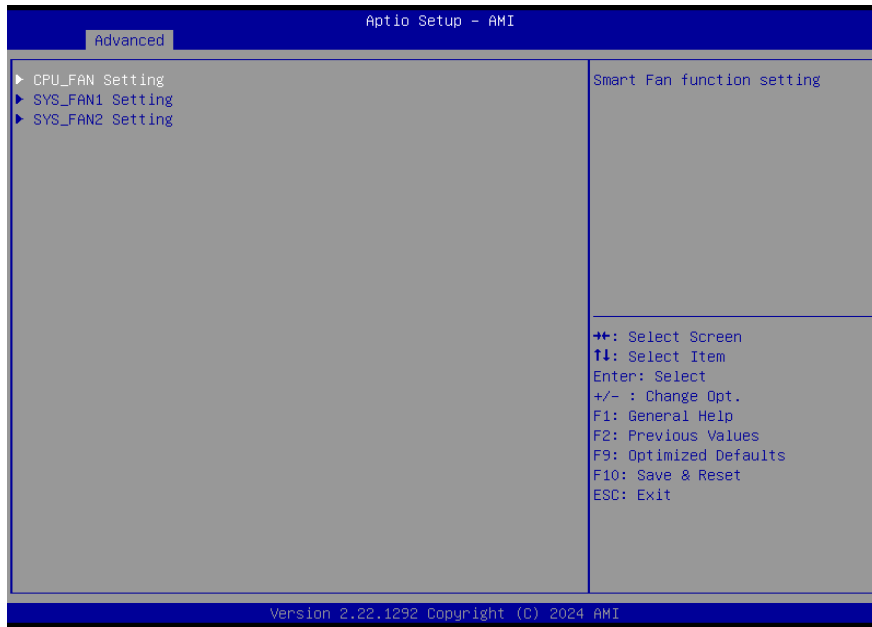 Aptio Setup – AMI
Advanced
▶ CPU_FAN Setting
▶ SYS_FAN1 Setting
▶ SYS_FAN2 Setting
Smart Fan function setting
→←: Select Screen
↑↓: Select Item
Enter: Select
+/- : Change Opt.
F1: General Help
F2: Previous Values
F9: Optimized Defaults
F10: Save & Reset
ESC: Exit
Version 2.22.1292 Copyright (C) 2024 AMI